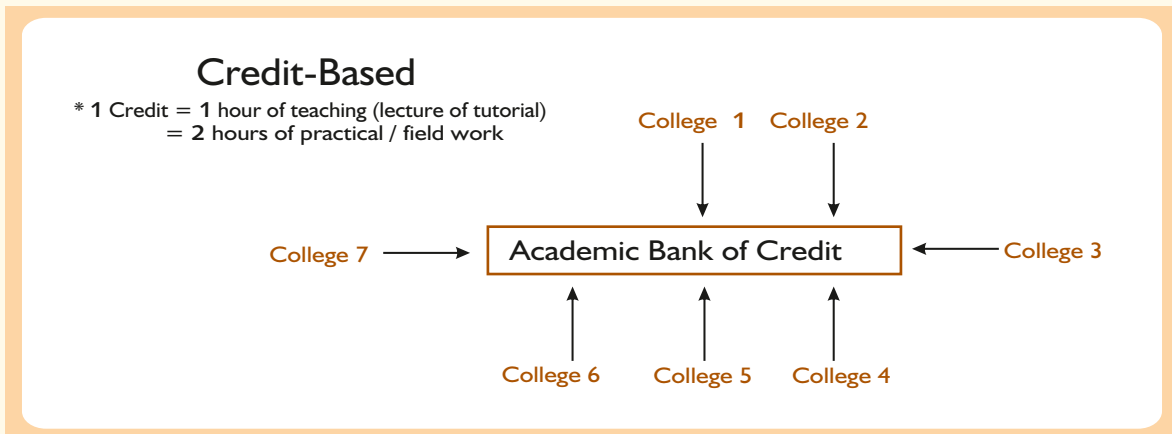 Credit-Based
* 1 Credit = 1 hour of teaching (lecture of tutorial)
= 2 hours of practical / field work
College 1 College 2
Academic Bank of Credit
College 7
College 3
College 6 College 5 College 4